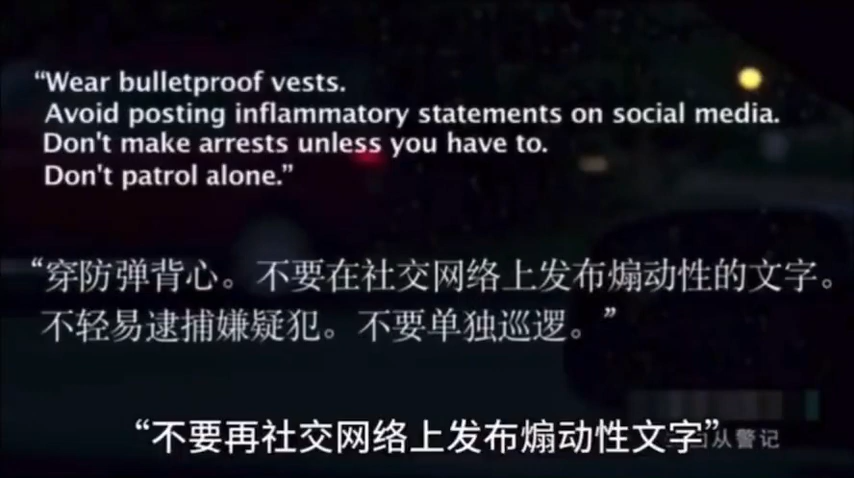 “Wear bulletproof vests.
Avoid posting inflammatory statements on social media.
Don't make arrests unless you have to.
Don't patrol alone.”
“穿防弹背心。不要在社交网络上发布煽动性的文字。
不轻易逮捕嫌疑犯。不要单独巡逻。”
“不要再社交网络上发布煽动性文字”
从警记